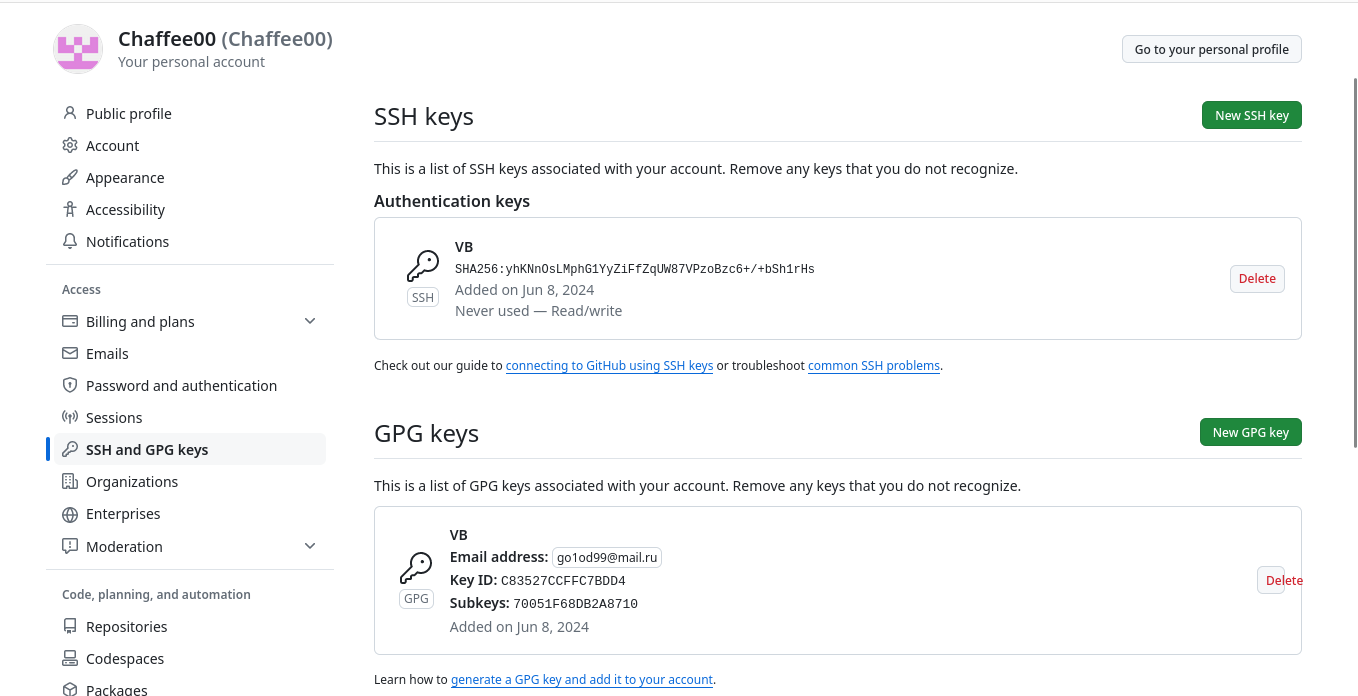 Chaffee00 (Chaffee00)
Your personal account
Go to your personal profile
Public profile
Account
Appearance
Accessibility
Notifications
Access
Billing and plans
Emails
Password and authentication
Sessions
SSH and GPG keys
Organizations
Enterprises
Moderation
Code, planning, and automation
Repositories
Codespaces
Packages
SSH keys
New SSH key
This is a list of SSH keys associated with your account. Remove any keys that you do not recognize.
Authentication keys
VB
SHA256:yhKNnOsLMphG1YyZiFfZqUW87VPzoBzc6+/+bSh1rHs
Added on Jun 8, 2024
Never used — Read/write
SSH
Delete
Check out our guide to connecting to GitHub using SSH keys or troubleshoot common SSH problems.
GPG keys
New GPG key
This is a list of GPG keys associated with your account. Remove any keys that you do not recognize.
VB
Email address: go1od99@mail.ru
Key ID: C83527CCFFC7BDD4
Subkeys: 70051F68DB2A8710
Added on Jun 8, 2024
GPG
Delete
Learn how to generate a GPG key and add it to your account.